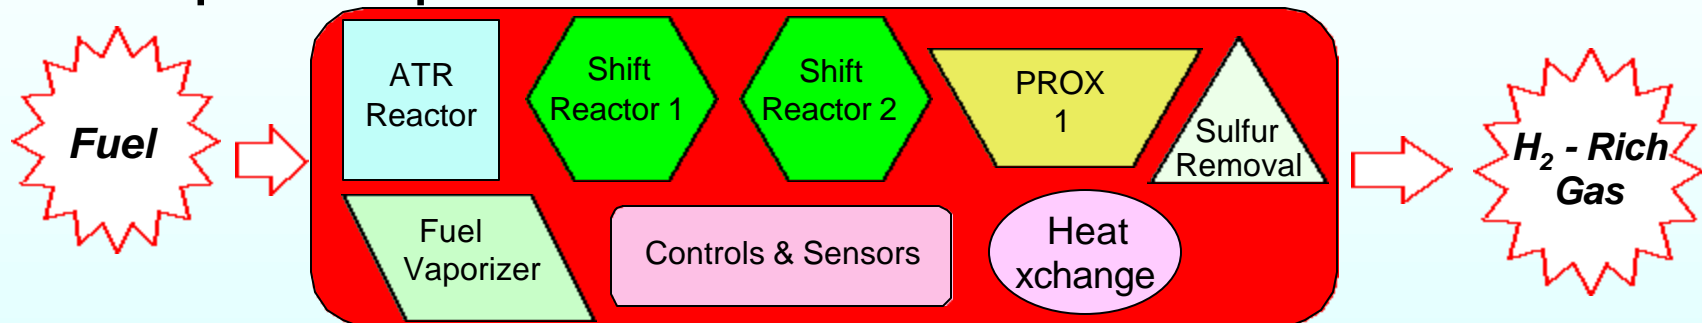 Fuel
ATR
Reactor
Shift
Reactor 1
Shift
Reactor 2
PROX
1
Sulfur
Removal
Fuel
Vaporizer
Controls & Sensors
Heat
xchange
H₂ - Rich
Gas